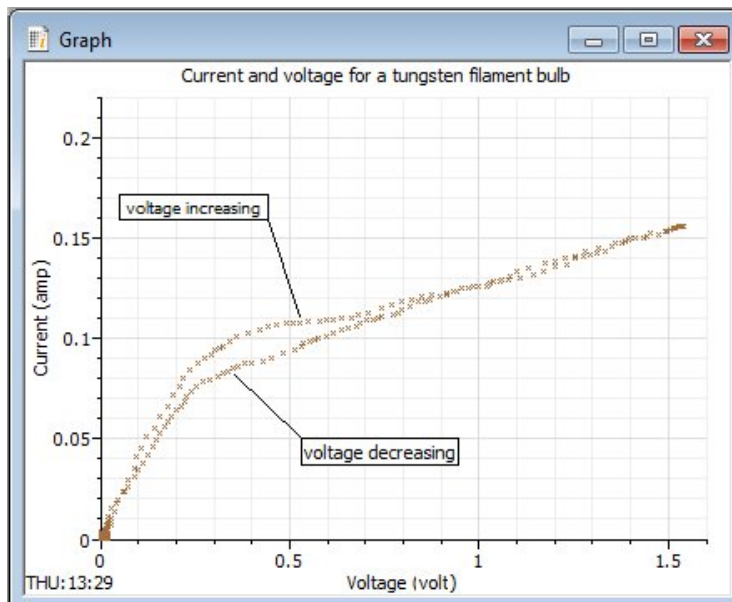 Graph
Current and voltage for a tungsten filament bulb
0.2
voltage increasing
0.15
Current (amp)
0.1
0.05
voltage decreasing
0
0 0.5 1 1.5
THU:13:29 Voltage (volt)